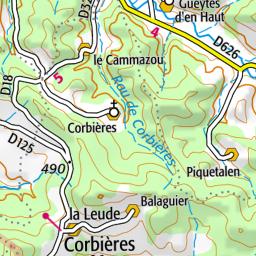 Gueytes
d'en Haut
D32
4
D626
le Cammazou
5
D18
Rau de Corbières
Corbières
D125
490
Piquetalen
Balaguier
la Leude
Corbières